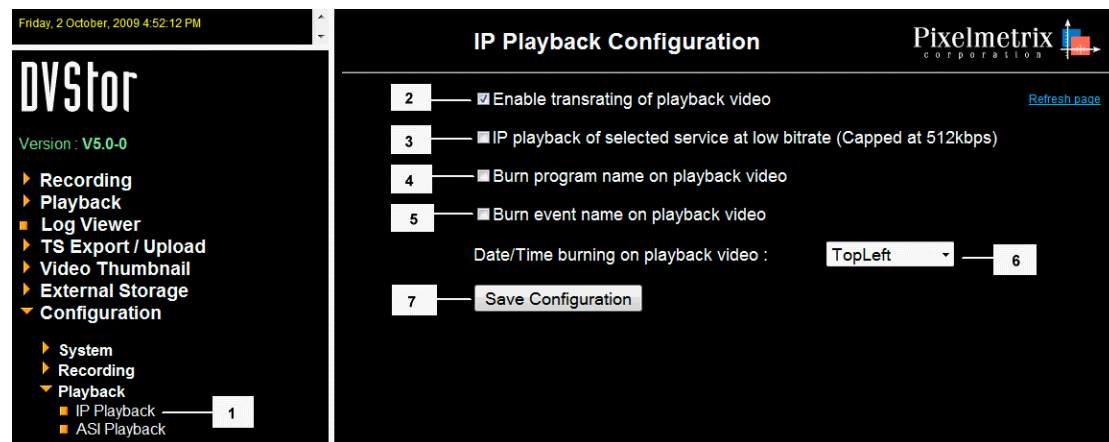 Friday, 2 October, 2009 4:52:12 PM
DVStor
Version : V5.0-0
Recording
Playback
Log Viewer
TS Export / Upload
Video Thumbnail
External Storage
Configuration
System
Recording
Playback
IP Playback 1
ASI Playback
IP Playback Configuration
Pixelmetrix
corporation
2 Enable transrating of playback video Refresh page
3 IP playback of selected service at low bitrate (Capped at 512kbps)
4 Burn program name on playback video
5 Burn event name on playback video
Date/Time burning on playback video : TopLeft 6
7 Save Configuration